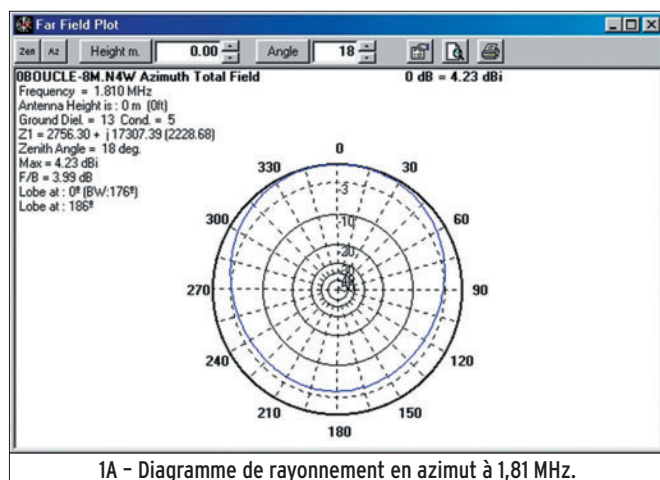 Far Field Plot
Zen Az Height m. 0.00 Angle 18
0BOUCLE-8M.N4W Azimuth Total Field 0 dB = 4.23 dBi
Frequency = 1.810 MHz
Antenna Height is : 0 m (0ft)
Ground Diel. = 13 Cond. = 5
Z1 = 2756.30 + j 17307.39 (2228.68)
Zenith Angle = 18 deg.
Max = 4.23 dBi
F/B = 3.99 dB
Lobe at : 0º (BW:176º)
Lobe at : 186º
0
330 30
-3
300 60
-10
-20
-30
270 90
240 120
210 150
180
1A – Diagramme de rayonnement en azimut à 1,81 MHz.